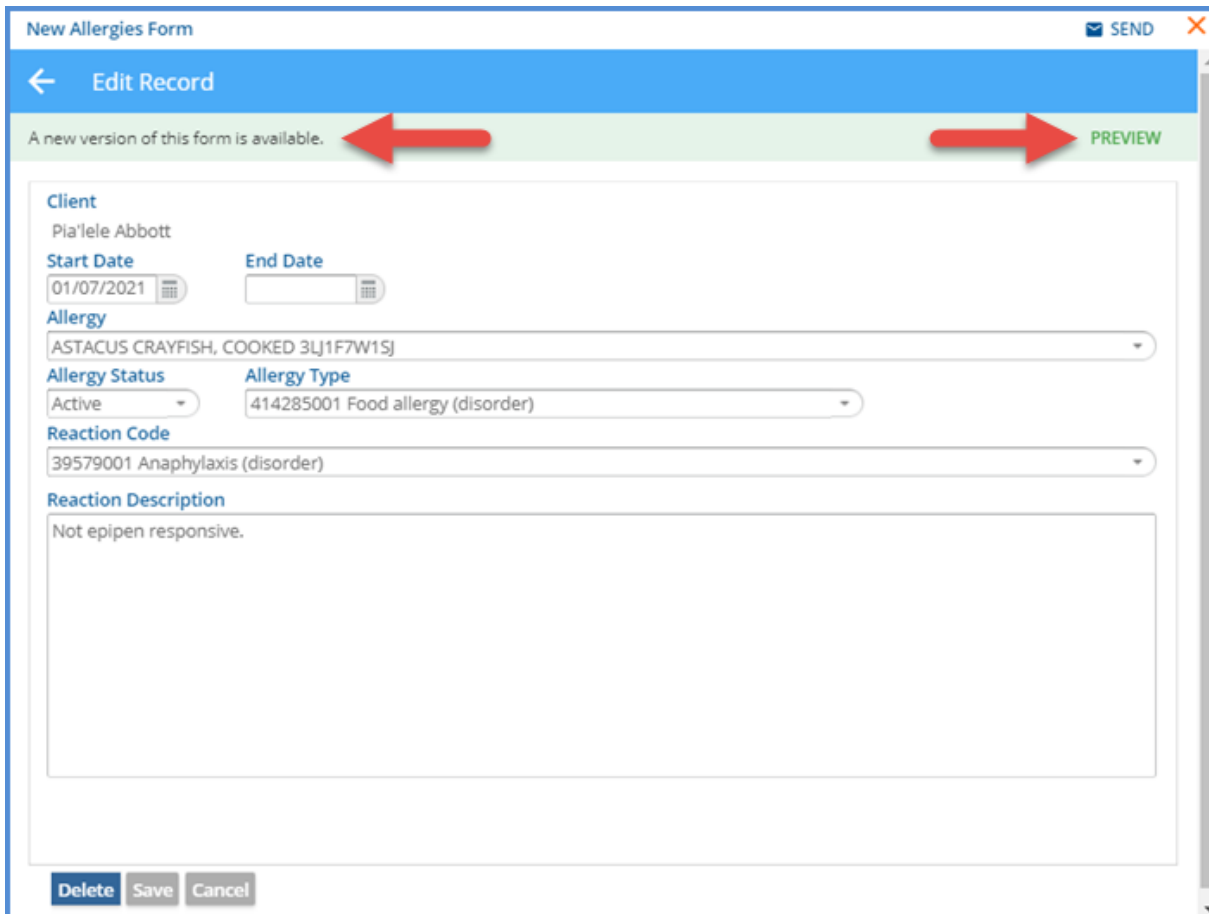 New Allergies Form SEND
Edit Record
A new version of this form is available. PREVIEW
Client
Pia'lele Abbott
Start Date End Date
01/07/2021
Allergy
ASTACUS CRAYFISH, COOKED 3LJ1F7W1SJ
Allergy Status Allergy Type
Active 414285001 Food allergy (disorder)
Reaction Code
39579001 Anaphylaxis (disorder)
Reaction Description
Not epipen responsive.
Delete Save Cancel